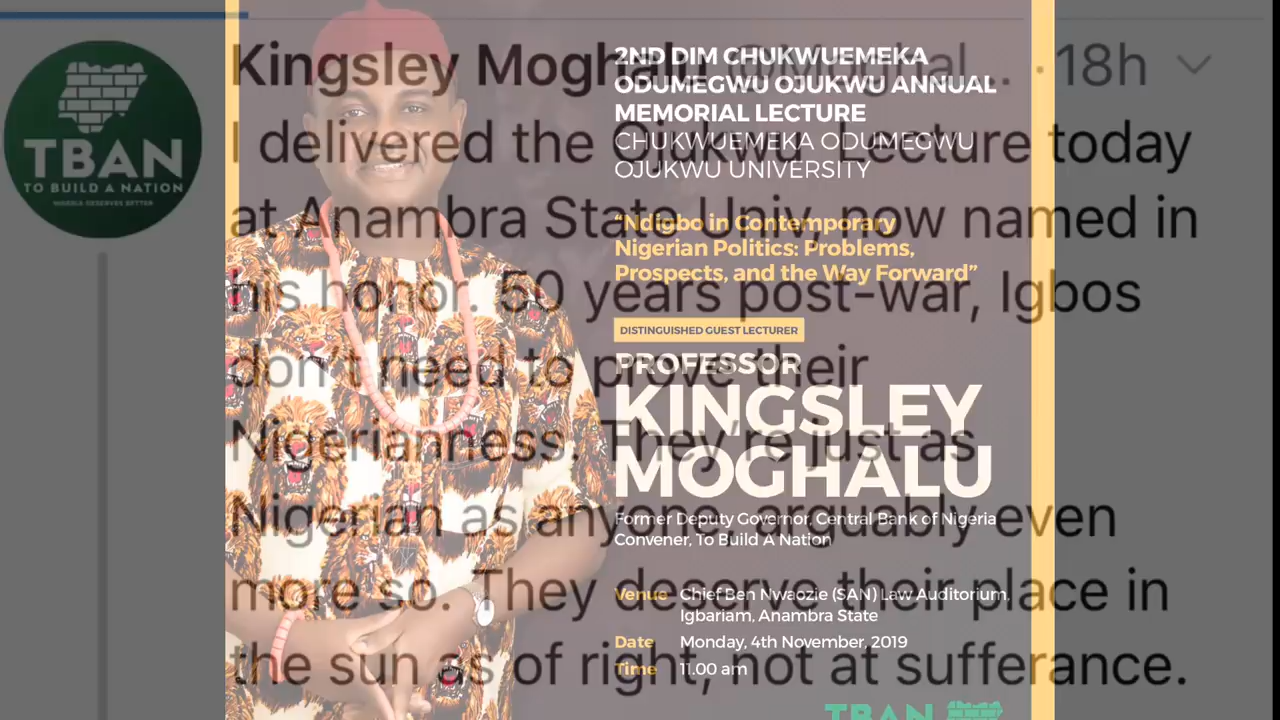 Kingsley Moghalu @Moghal... · 18h
I delivered the Ojukwu Lecture today
at Anambra State Univ, now named in
his honor. 50 years post-war, Igbos
don't need to prove their
Nigerianness. They're just as
Nigerian as anyone, arguably even
more so. They deserve their place in
the sun as of right, not at sufferance.
TBAN
TO BUILD A NATION
NIGERIA DESERVES BETTER
2ND DIM CHUKWUEMEKA
ODUMEGWU OJUKWU ANNUAL
MEMORIAL LECTURE
CHUKWUEMEKA ODUMEGWU
OJUKWU UNIVERSITY
"Ndigbo in Contemporary
Nigerian Politics: Problems,
Prospects, and the Way Forward"
DISTINGUISHED GUEST LECTURER
PROFESSOR
KINGSLEY
MOGHALU
Former Deputy Governor, Central Bank of Nigeria
Convener, To Build A Nation
Venue Chief Ben Nwaozie (SAN) Law Auditorium,
Igbariam, Anambra State
Date Monday, 4th November, 2019
Time 11.00 am
TBAN